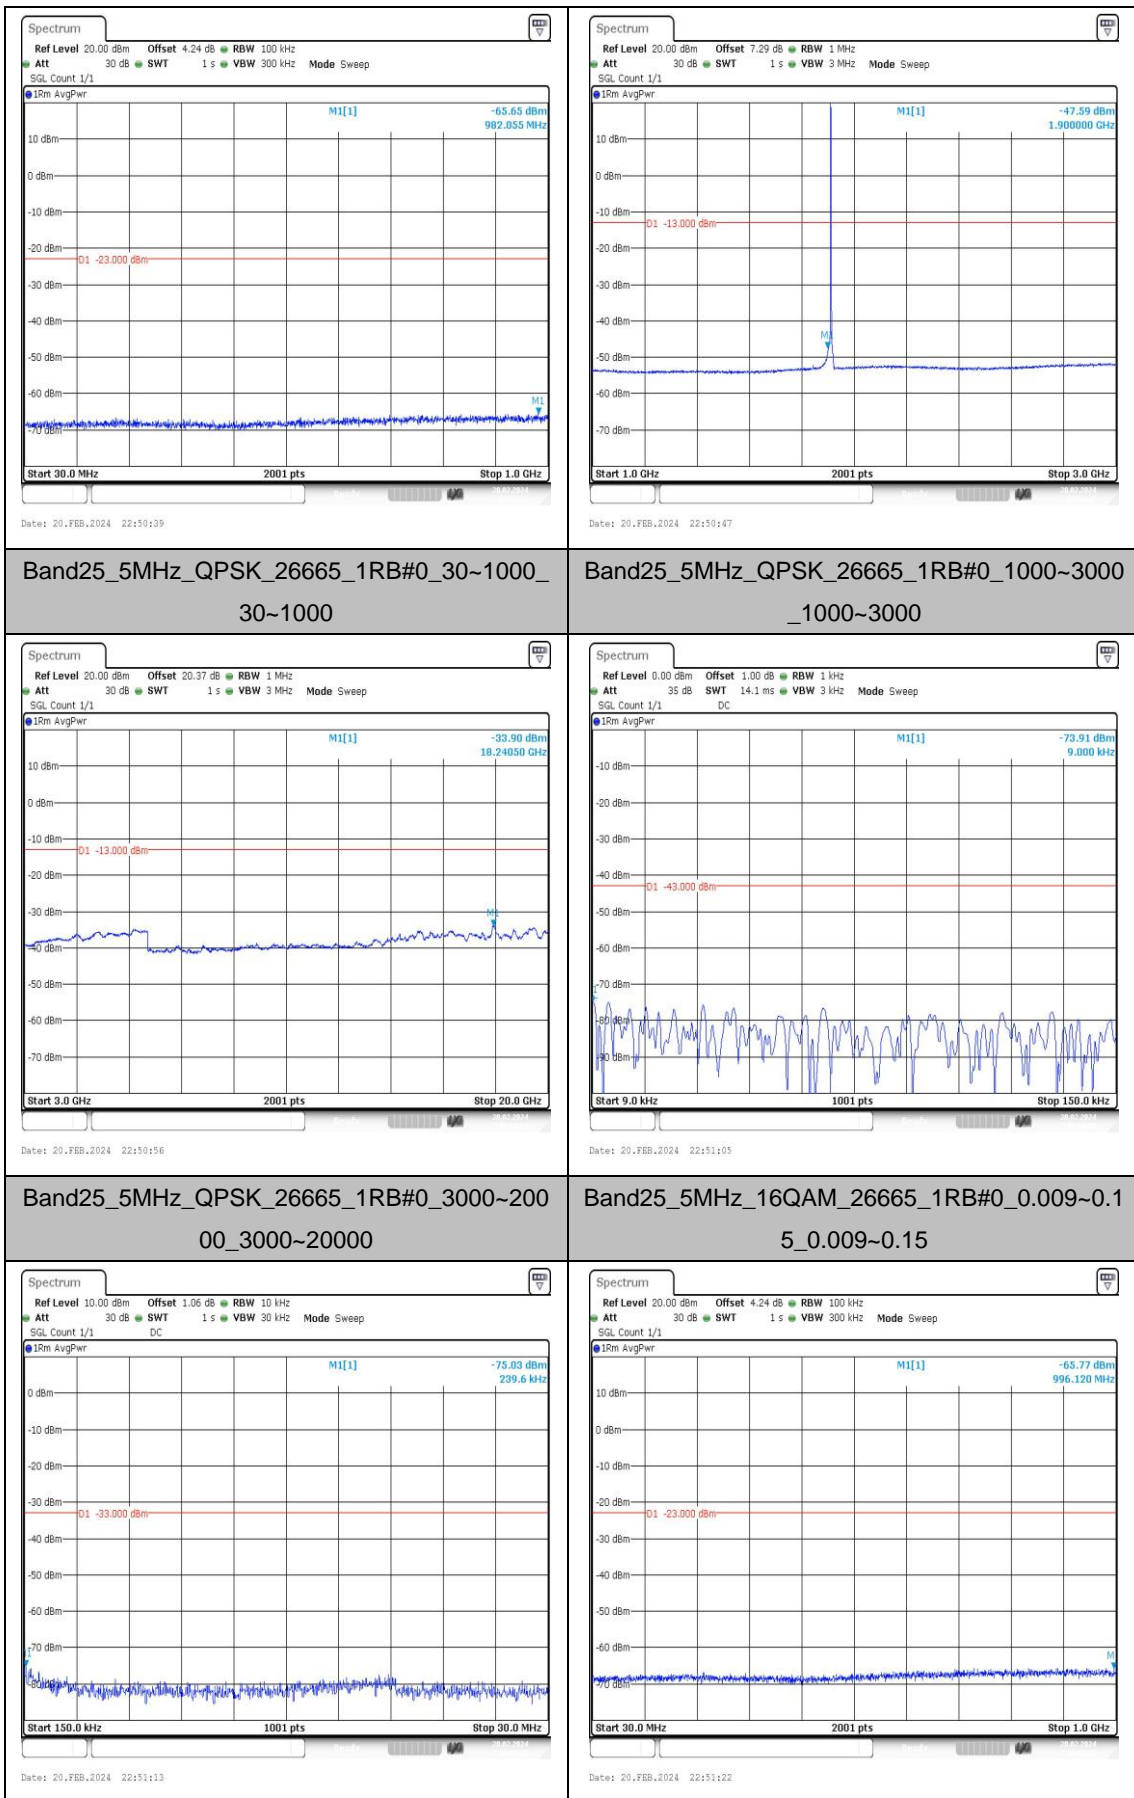 Spectrum
Ref Level 20.00 dBm Offset 4.24 dB RBW 100 kHz
Att 30 dB SWT 1 s VBW 300 kHz Mode Sweep
SGL Count 1/1
1Rm AvgPwr
M1[1] -65.65 dBm
982.055 MHz
10 dBm
0 dBm
-10 dBm
-20 dBm
D1 -23.000 dBm
-30 dBm
-40 dBm
-50 dBm
-60 dBm
M1
-70 dBm
Start 30.0 MHz 2001 pts Stop 1.0 GHz
Date: 20.FEB.2024 22:50:39
Spectrum
Ref Level 20.00 dBm Offset 7.29 dB RBW 1 MHz
Att 30 dB SWT 1 s VBW 3 MHz Mode Sweep
SGL Count 1/1
1Rm AvgPwr
M1[1] -47.59 dBm
1.900000 GHz
10 dBm
0 dBm
-10 dBm
D1 -13.000 dBm
-20 dBm
-30 dBm
-40 dBm
M1
-50 dBm
-60 dBm
-70 dBm
Start 1.0 GHz 2001 pts Stop 3.0 GHz
Date: 20.FEB.2024 22:50:47
Band25_5MHz_QPSK_26665_1RB#0_30~1000_
30~1000
Band25_5MHz_QPSK_26665_1RB#0_1000~3000
_1000~3000
Spectrum
Ref Level 20.00 dBm Offset 20.37 dB RBW 1 MHz
Att 30 dB SWT 1 s VBW 3 MHz Mode Sweep
SGL Count 1/1
1Rm AvgPwr
M1[1] -33.90 dBm
18.24050 GHz
10 dBm
0 dBm
-10 dBm
D1 -13.000 dBm
-20 dBm
-30 dBm
M1
-40 dBm
-50 dBm
-60 dBm
-70 dBm
Start 3.0 GHz 2001 pts Stop 20.0 GHz
Date: 20.FEB.2024 22:50:56
Spectrum
Ref Level 0.00 dBm Offset 1.00 dB RBW 1 kHz
Att 35 dB SWT 14.1 ms VBW 3 kHz Mode Sweep
SGL Count 1/1 DC
1Rm AvgPwr
M1[1] -73.91 dBm
9.000 kHz
-10 dBm
-20 dBm
-30 dBm
-40 dBm
D1 -43.000 dBm
-50 dBm
-60 dBm
-70 dBm
-80 dBm
-90 dBm
Start 9.0 kHz 1001 pts Stop 150.0 kHz
Date: 20.FEB.2024 22:51:05
Band25_5MHz_QPSK_26665_1RB#0_3000~200
00_3000~20000
Band25_5MHz_16QAM_26665_1RB#0_0.009~0.1
5_0.009~0.15
Spectrum
Ref Level 10.00 dBm Offset 1.06 dB RBW 10 kHz
Att 30 dB SWT 1 s VBW 30 kHz Mode Sweep
SGL Count 1/1 DC
1Rm AvgPwr
M1[1] -75.03 dBm
239.6 kHz
0 dBm
-10 dBm
-20 dBm
-30 dBm
D1 -33.000 dBm
-40 dBm
-50 dBm
-60 dBm
-70 dBm
-80 dBm
Start 150.0 kHz 1001 pts Stop 30.0 MHz
Date: 20.FEB.2024 22:51:13
Spectrum
Ref Level 20.00 dBm Offset 4.24 dB RBW 100 kHz
Att 30 dB SWT 1 s VBW 300 kHz Mode Sweep
SGL Count 1/1
1Rm AvgPwr
M1[1] -65.77 dBm
996.120 MHz
10 dBm
0 dBm
-10 dBm
-20 dBm
D1 -23.000 dBm
-30 dBm
-40 dBm
-50 dBm
-60 dBm
-70 dBm
Start 30.0 MHz 2001 pts Stop 1.0 GHz
Date: 20.FEB.2024 22:51:22